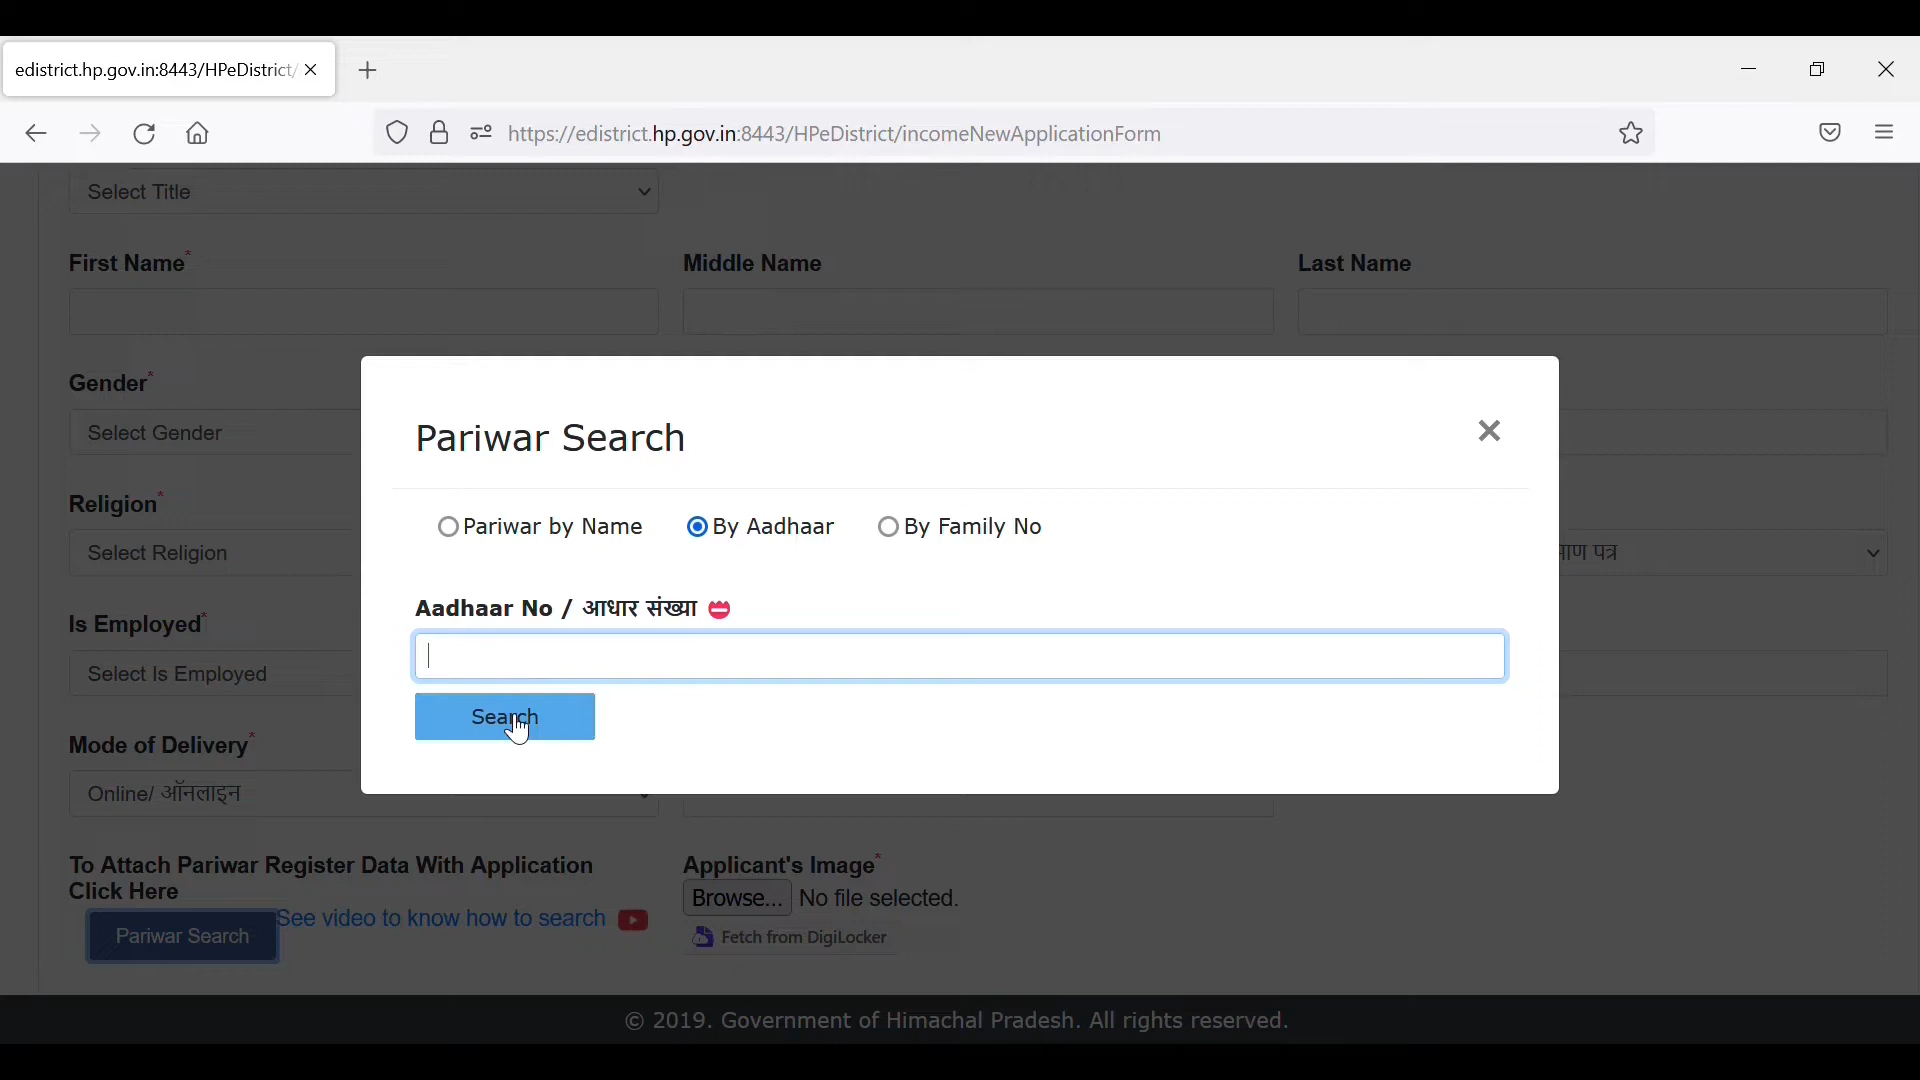 edistrict.hp.gov.in:8443/HPeDistrict/
https://edistrict.hp.gov.in:8443/HPeDistrict/incomeNewApplicationForm
Select Title
First Name* Middle Name Last Name
Gender*
Select Gender
Pariwar Search
Religion*
Pariwar by Name By Aadhaar By Family No
Select Religion पत्र
Aadhaar No / आधार संख्या
Is Employed*
Select Is Employed
Search
Mode of Delivery*
Online/ ऑनलाइन
To Attach Pariwar Register Data With Application
Click Here
Pariwar Search See video to know how to search
Applicant's Image*
Browse... No file selected.
Fetch from DigiLocker
© 2019. Government of Himachal Pradesh. All rights reserved.